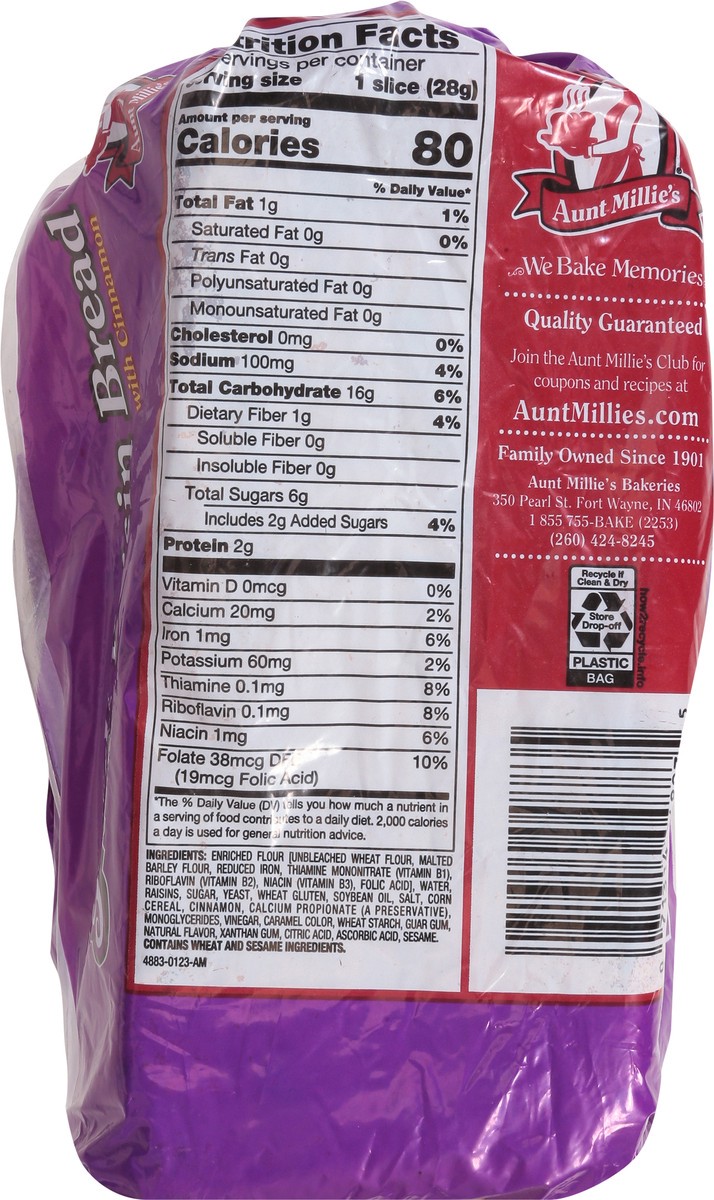 Nutrition Facts
servings per container
Serving size 1 slice (28g)
Amount per serving
Calories 80
% Daily Value*
Total Fat 1g 1%
Saturated Fat 0g 0%
Trans Fat 0g
Polyunsaturated Fat 0g
Monounsaturated Fat 0g
Cholesterol 0mg 0%
Sodium 100mg 4%
Total Carbohydrate 16g 6%
Dietary Fiber 1g 4%
Soluble Fiber 0g
Insoluble Fiber 0g
Total Sugars 6g
Includes 2g Added Sugars 4%
Protein 2g
Vitamin D 0mcg 0%
Calcium 20mg 2%
Iron 1mg 6%
Potassium 60mg 2%
Thiamine 0.1mg 8%
Riboflavin 0.1mg 8%
Niacin 1mg 6%
Folate 38mcg DFE 10%
(19mcg Folic Acid)
*The % Daily Value (DV) tells you how much a nutrient in
a serving of food contributes to a daily diet. 2,000 calories
a day is used for general nutrition advice.
INGREDIENTS: ENRICHED FLOUR [UNBLEACHED WHEAT FLOUR, MALTED
BARLEY FLOUR, REDUCED IRON, THIAMINE MONONITRATE (VITAMIN B1),
RIBOFLAVIN (VITAMIN B2), NIACIN (VITAMIN B3), FOLIC ACID], WATER,
RAISINS, SUGAR, YEAST, WHEAT GLUTEN, SOYBEAN OIL, SALT, CORN
CEREAL, CINNAMON, CALCIUM PROPIONATE (A PRESERVATIVE),
MONOGLYCERIDES, VINEGAR, CARAMEL COLOR, WHEAT STARCH, GUAR GUM,
NATURAL FLAVOR, XANTHAN GUM, CITRIC ACID, ASCORBIC ACID, SESAME.
CONTAINS WHEAT AND SESAME INGREDIENTS.
4883-0123-AM
Aunt Millie's
We Bake Memories
Quality Guaranteed
Join the Aunt Millie's Club for
coupons and recipes at
AuntMillies.com
Family Owned Since 1901
Aunt Millie's Bakeries
350 Pearl St. Fort Wayne, IN 46802
1 855 755-BAKE (2253)
(260) 424-8245
Recycle If
Clean & Dry
Store
Drop-off
PLASTIC
BAG
how2recycle.info
Aunt Millie's
Bread
with Cinnamon